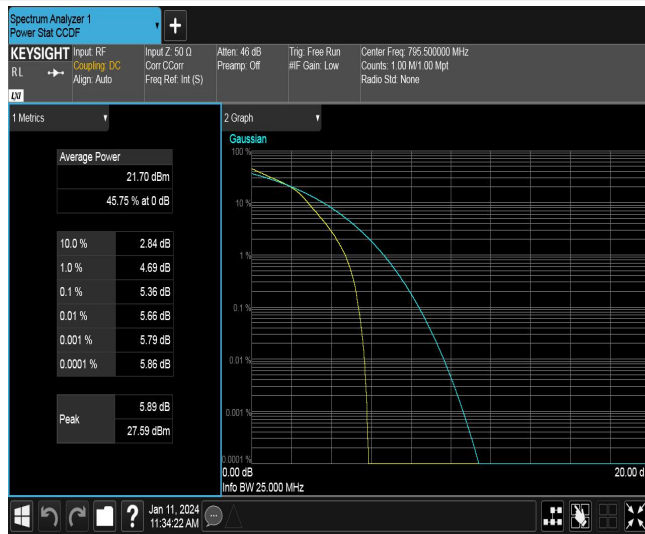 Spectrum Analyzer 1
Power Stat CCDF
+
KEYSIGHT
RL
LXI
Input: RF
Coupling: DC
Align: Auto
Input Z: 50 Ω
Corr CCorr
Freq Ref: Int (S)
Atten: 46 dB
Preamp: Off
Trig: Free Run
#IF Gain: Low
Center Freq: 795.500000 MHz
Counts: 1.00 M/1.00 Mpt
Radio Std: None
1 Metrics
Average Power
21.70 dBm
45.75 % at 0 dB
10.0 % 2.84 dB
1.0 % 4.69 dB
0.1 % 5.36 dB
0.01 % 5.66 dB
0.001 % 5.79 dB
0.0001 % 5.86 dB
Peak
5.89 dB
27.59 dBm
2 Graph
Gaussian
100 %
10 %
1 %
0.1 %
0.01 %
0.001 %
0.0001 %
0.00 dB 20.00 d
Info BW 25.000 MHz
?
Jan 11, 2024
11:34:22 AM